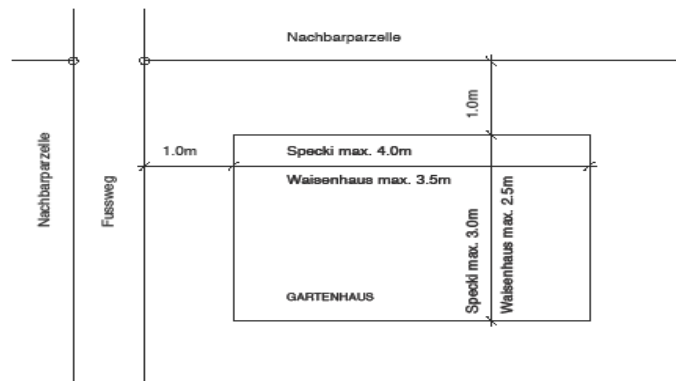 Nachbarparzelle
1.0m
1.0m
Specki max. 4.0m
Waisenhaus max. 3.5m
Nachbarparzelle
Fussweg
Specki max. 3.0m
Waisenhaus max. 2.5m
GARTENHAUS